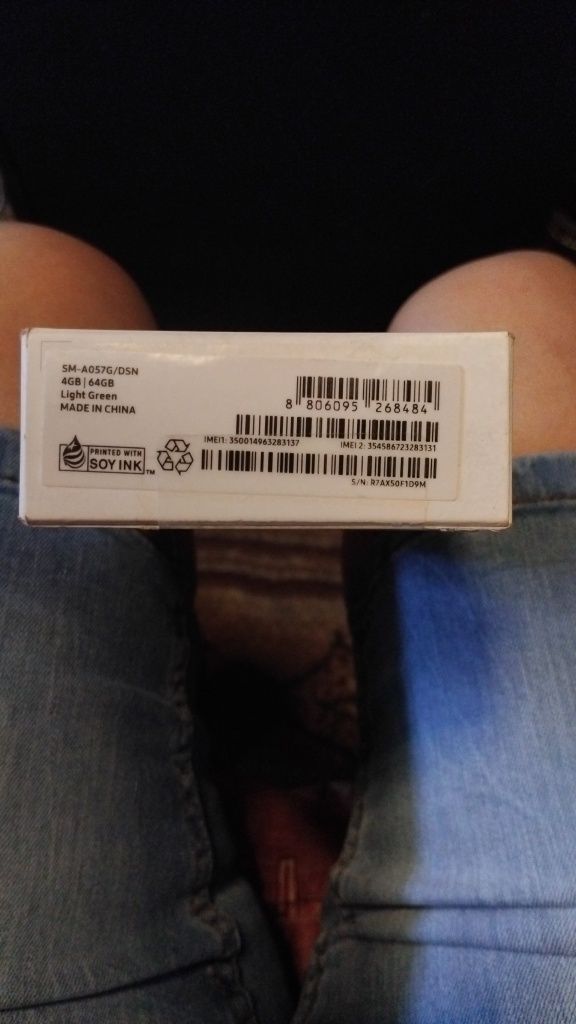 SM-A057G/DSN
4GB | 64GB
Light Green
MADE IN CHINA
8 806095 268484
IMEI1: 350014963283137 IMEI 2: 354586723283131
PRINTED WITH
SOY INK™
S/N: R7AX50F1D9M